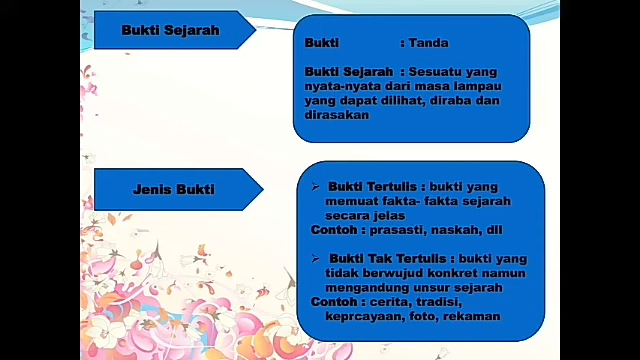 Bukti Sejarah
Bukti : Tanda
Bukti Sejarah : Sesuatu yang
nyata-nyata dari masa lampau
yang dapat dilihat, diraba dan
dirasakan
Jenis Bukti
➢ Bukti Tertulis : bukti yang
memuat fakta- fakta sejarah
secara jelas
Contoh : prasasti, naskah, dll
➢ Bukti Tak Tertulis : bukti yang
tidak berwujud konkret namun
mengandung unsur sejarah
Contoh : cerita, tradisi,
keprcayaan, foto, rekaman